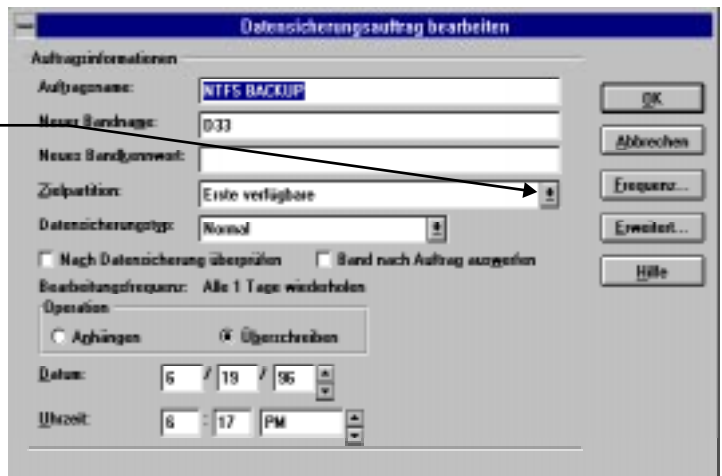 Datensicherungsauftrag bearbeiten
Auftragsinformationen
Auftragsname: NTFS BACKUP
Neuer Bandname: D33
Neues Bandkennwort:
Zielpartition: Erste verfügbare
Datensicherungstyp: Normal
Nach Datensicherung überprüfen Band nach Auftrag auswerfen
Bearbeitungsfrequenz: Alle 1 Tage wiederholen
Operation
Anhängen Überschreiben
Datum: 6 / 19 / 96
Uhrzeit: 6 : 17 PM
OK
Abbrechen
Frequenz...
Erweitert...
Hilfe